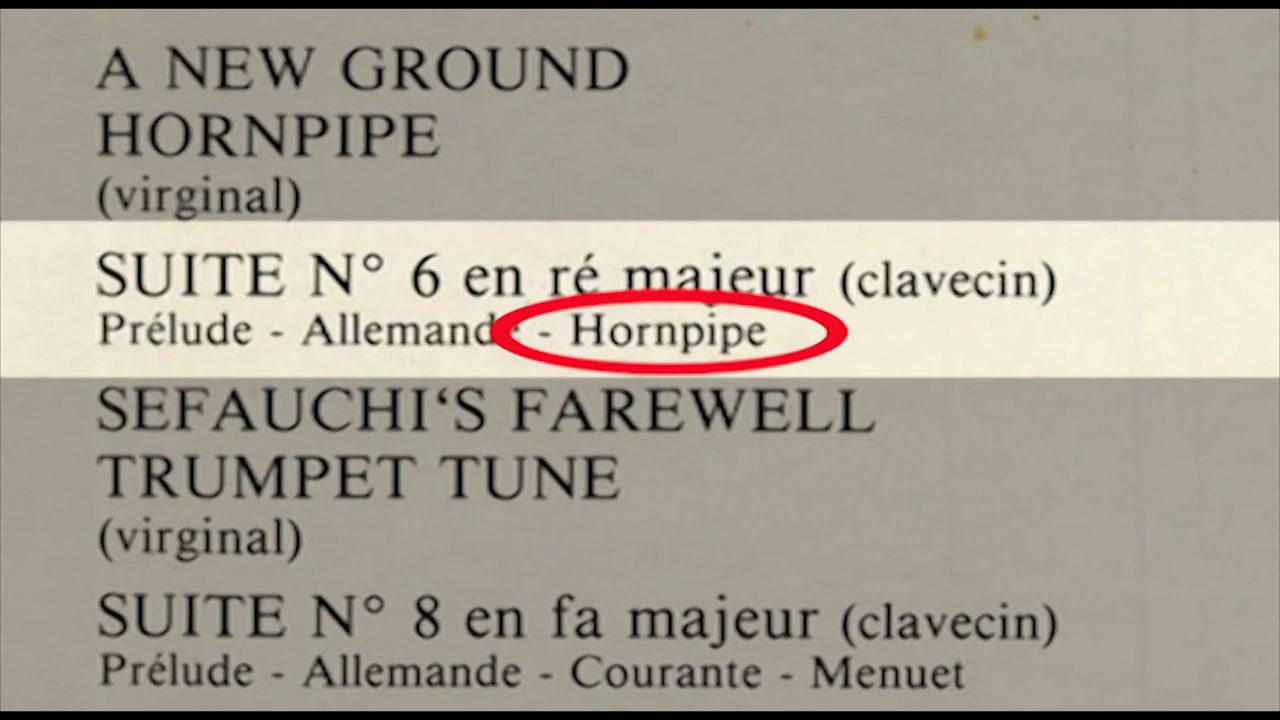 A NEW GROUND
HORNPIPE
(virginal)
SUITE N° 6 en ré majeur (clavecin)
Prélude - Allemande - Hornpipe
SEFAUCHI‘S FAREWELL
TRUMPET TUNE
(virginal)
SUITE N° 8 en fa majeur (clavecin)
Prélude - Allemande - Courante - Menuet